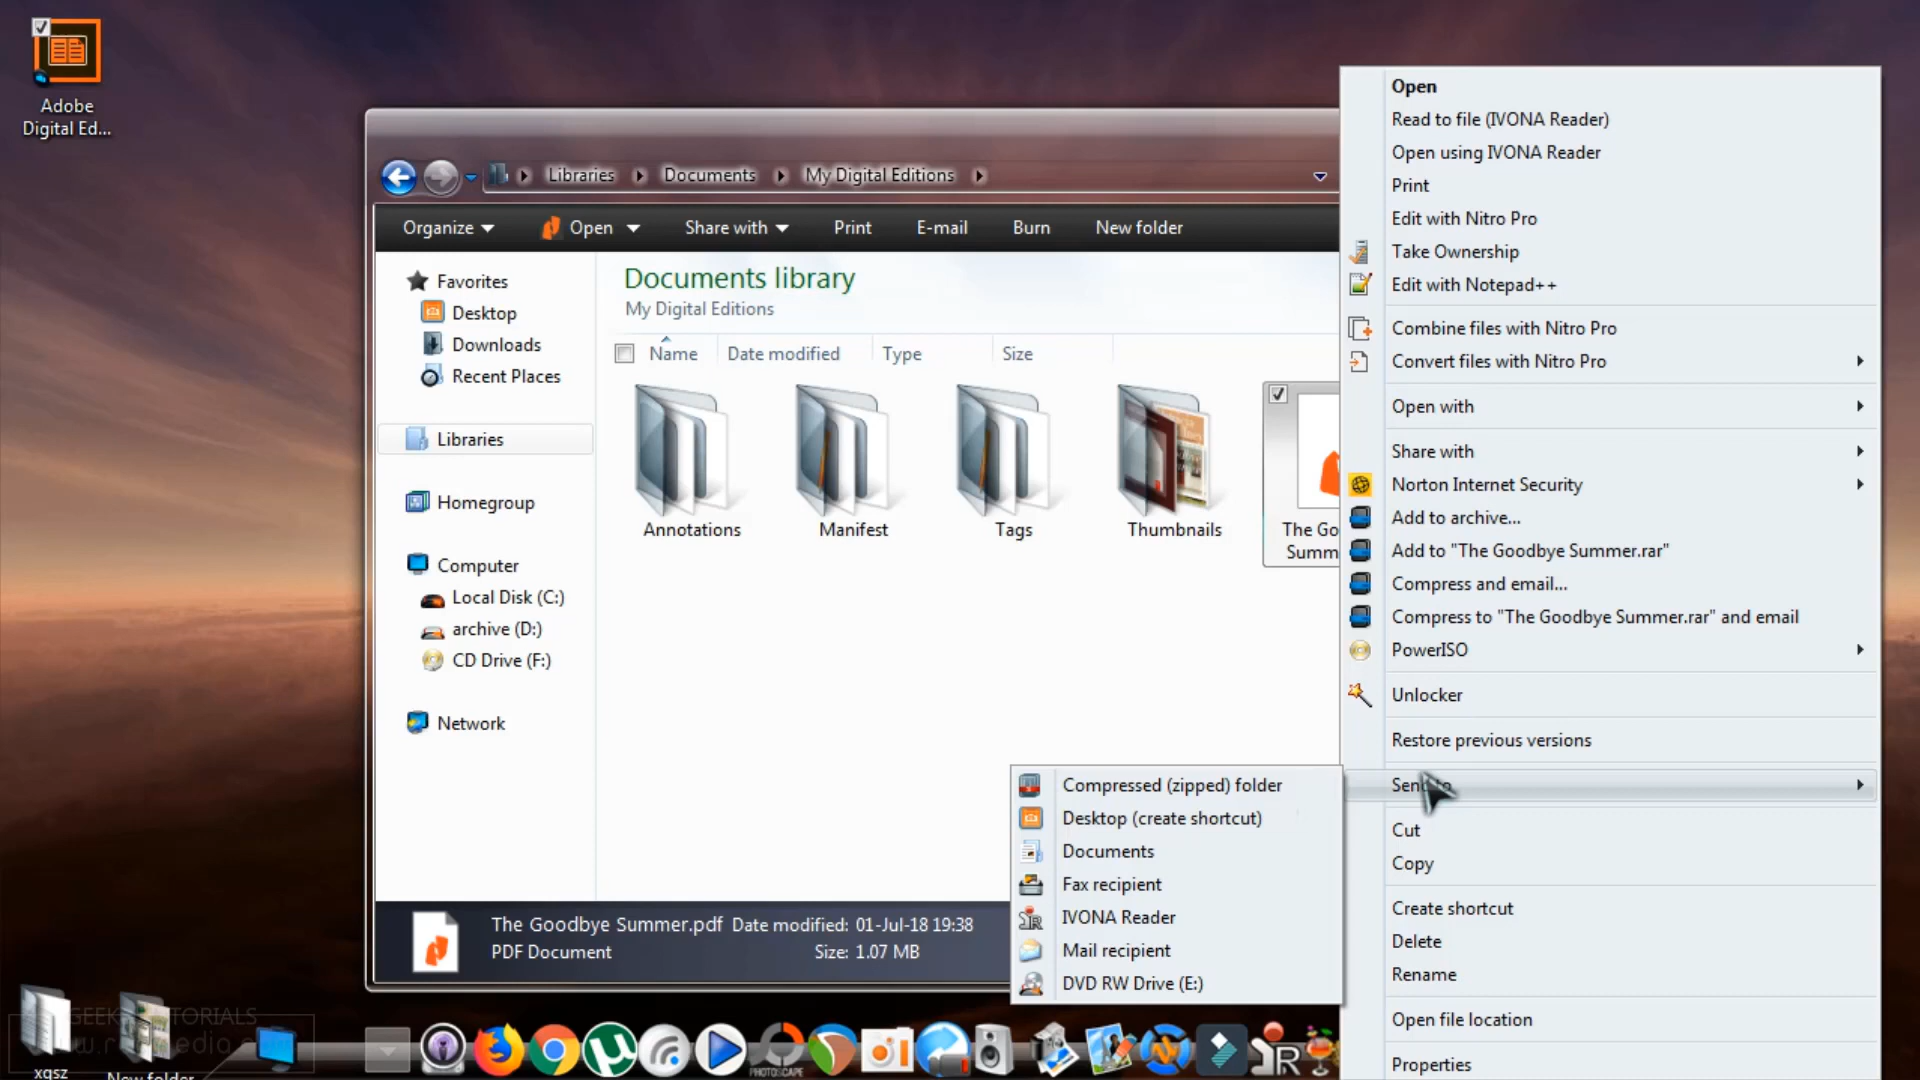 Adobe
Digital Ed...
Libraries
Documents
My Digital Editions
Organize
Open
Share with
Print
E-mail
Burn
New folder
Favorites
Desktop
Downloads
Recent Places
Libraries
Homegroup
Computer
Local Disk (C:)
archive (D:)
CD Drive (F:)
Network
Documents library
My Digital Editions
Name
Date modified
Type
Size
Annotations
Manifest
Tags
Thumbnails
The Go
Summ
The Goodbye Summer.pdf Date modified: 01-Jul-18 19:38
PDF Document Size: 1.07 MB
Open
Read to file (IVONA Reader)
Open using IVONA Reader
Print
Edit with Nitro Pro
Take Ownership
Edit with Notepad++
Combine files with Nitro Pro
Convert files with Nitro Pro
Open with
Share with
Norton Internet Security
Add to archive...
Add to "The Goodbye Summer.rar"
Compress and email...
Compress to "The Goodbye Summer.rar" and email
PowerISO
Unlocker
Restore previous versions
Send to
Cut
Copy
Create shortcut
Delete
Rename
Open file location
Properties
Compressed (zipped) folder
Desktop (create shortcut)
Documents
Fax recipient
IVONA Reader
Mail recipient
DVD RW Drive (E:)
xqsz
New folder
PHOTOSCAPE